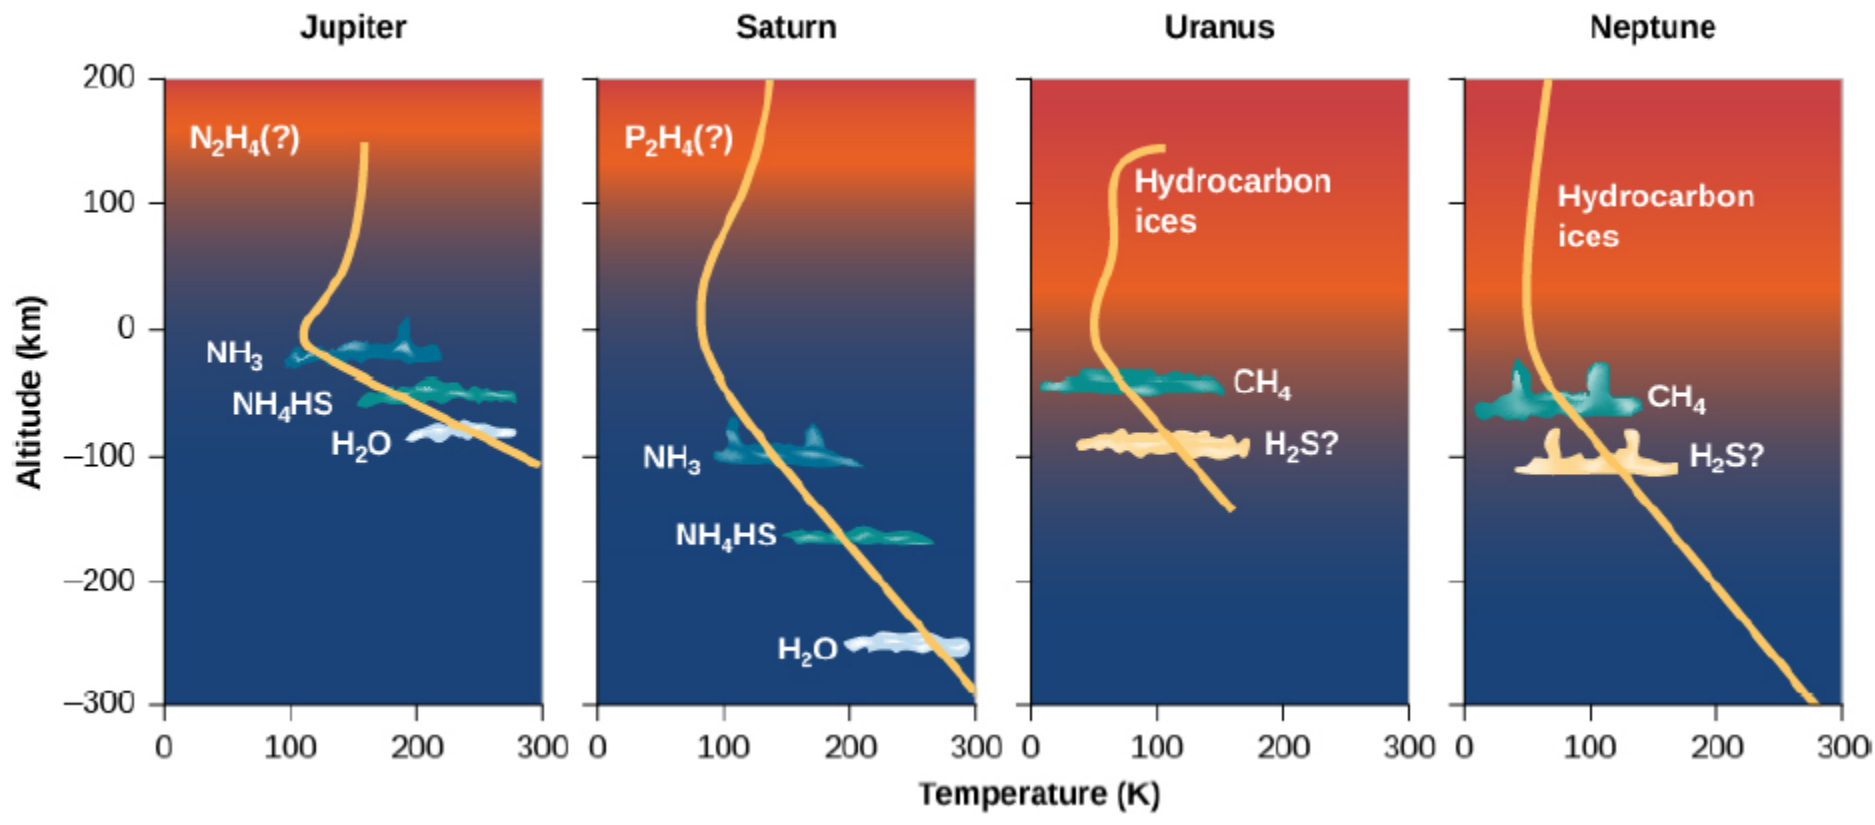 Jupiter
Saturn
Uranus
Neptune
Altitude (km)
200
100
0
–100
–200
–300
N₂H₄(?)
NH₃
NH₄HS
H₂O
0
100
200
300
P₂H₄(?)
NH₃
NH₄HS
H₂O
0
100
200
300
Hydrocarbon
ices
CH₄
H₂S?
0
100
200
300
Hydrocarbon
ices
CH₄
H₂S?
0
100
200
300
Temperature (K)